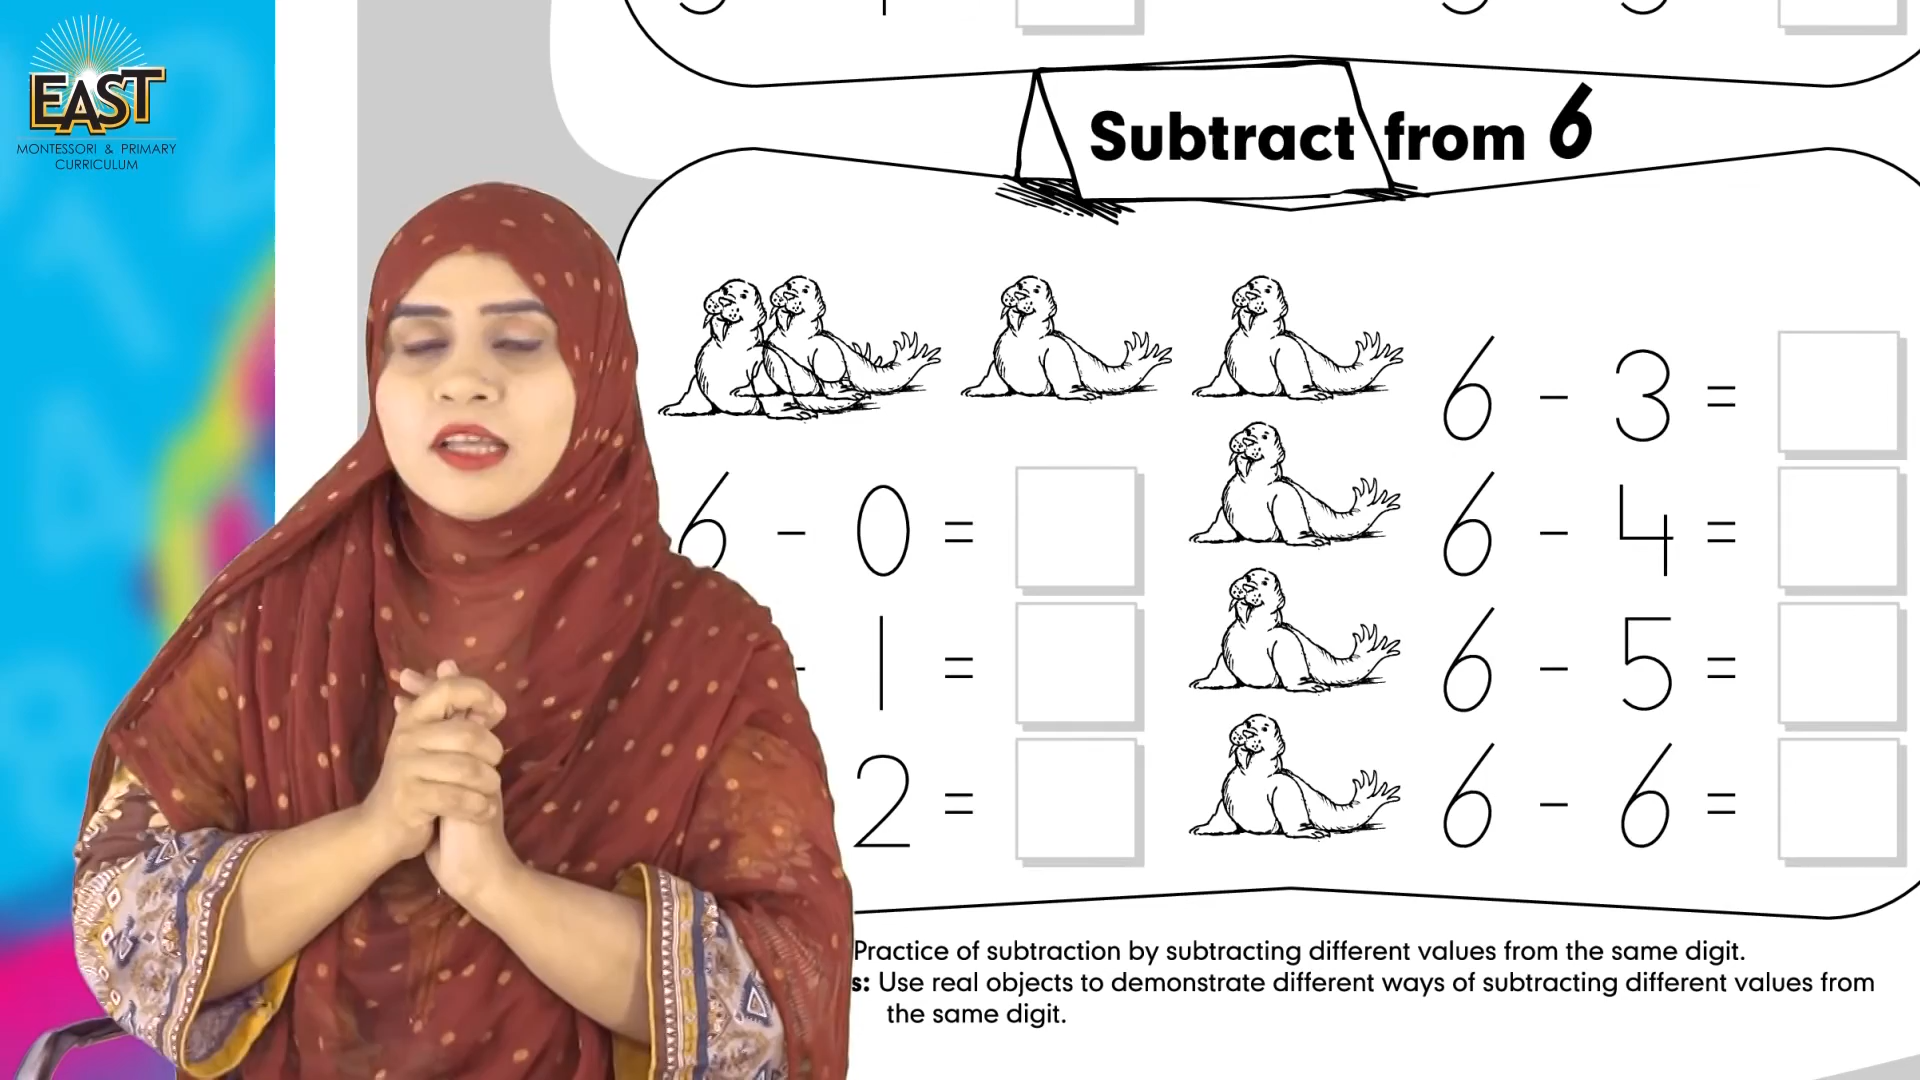 EAST
MONTESSORI & PRIMARY
CURRICULUM
Subtract from 6
6 - 3 =
6 - 0 =
6 - 4 =
- 1 =
6 - 5 =
2 =
6 - 6 =
Practice of subtraction by subtracting different values from the same digit.
s: Use real objects to demonstrate different ways of subtracting different values from
the same digit.